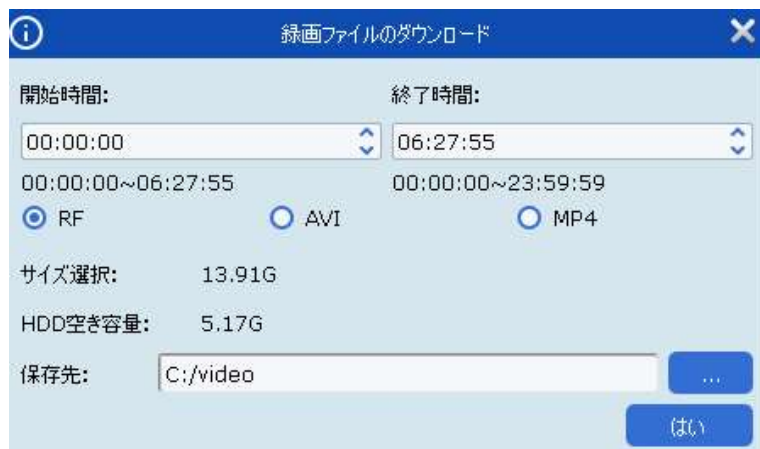 録画ファイルのダウンロード
開始時間: 終了時間:
00:00:00 06:27:55
00:00:00~06:27:55 00:00:00~23:59:59
RF AVI MP4
サイズ選択: 13.91G
HDD空き容量: 5.17G
保存先: C:/video ...
はい